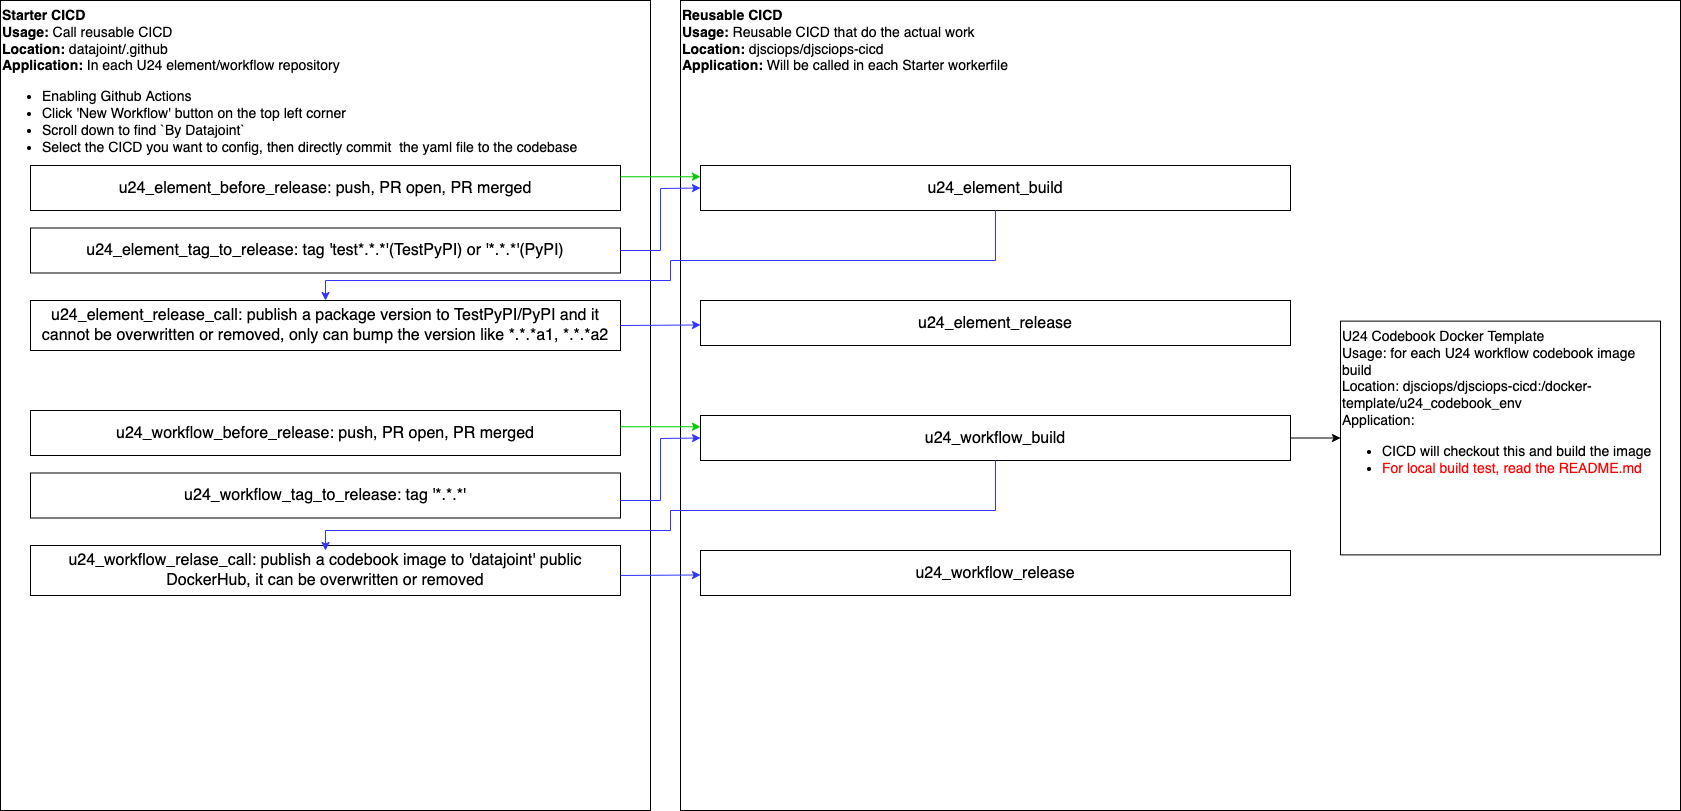 Starter CICD
Usage: Call reusable CICD
Location: datajoint/.github
Application: In each U24 element/workflow repository
Enabling Github Actions
Click 'New Workflow' button on the top left corner
Scroll down to find `By Datajoint`
Select the CICD you want to config, then directly commit the yaml file to the codebase
u24_element_before_release: push, PR open, PR merged
u24_element_tag_to_release: tag 'test*.*.*'(TestPyPI) or '*.*.*'(PyPI)
u24_element_release_call: publish a package version to TestPyPI/PyPI and it
cannot be overwritten or removed, only can bump the version like *.*.*a1, *.*.*a2
u24_workflow_before_release: push, PR open, PR merged
u24_workflow_tag_to_release: tag '*.*.*'
u24_workflow_relase_call: publish a codebook image to 'datajoint' public
DockerHub, it can be overwritten or removed
Reusable CICD
Usage: Reusable CICD that do the actual work
Location: djsciops/djsciops-cicd
Application: Will be called in each Starter workerfile
u24_element_build
u24_element_release
u24_workflow_build
u24_workflow_release
U24 Codebook Docker Template
Usage: for each U24 workflow codebook image
build
Location: djsciops/djsciops-cicd:/docker-
template/u24_codebook_env
Application:
CICD will checkout this and build the image
For local build test, read the README.md